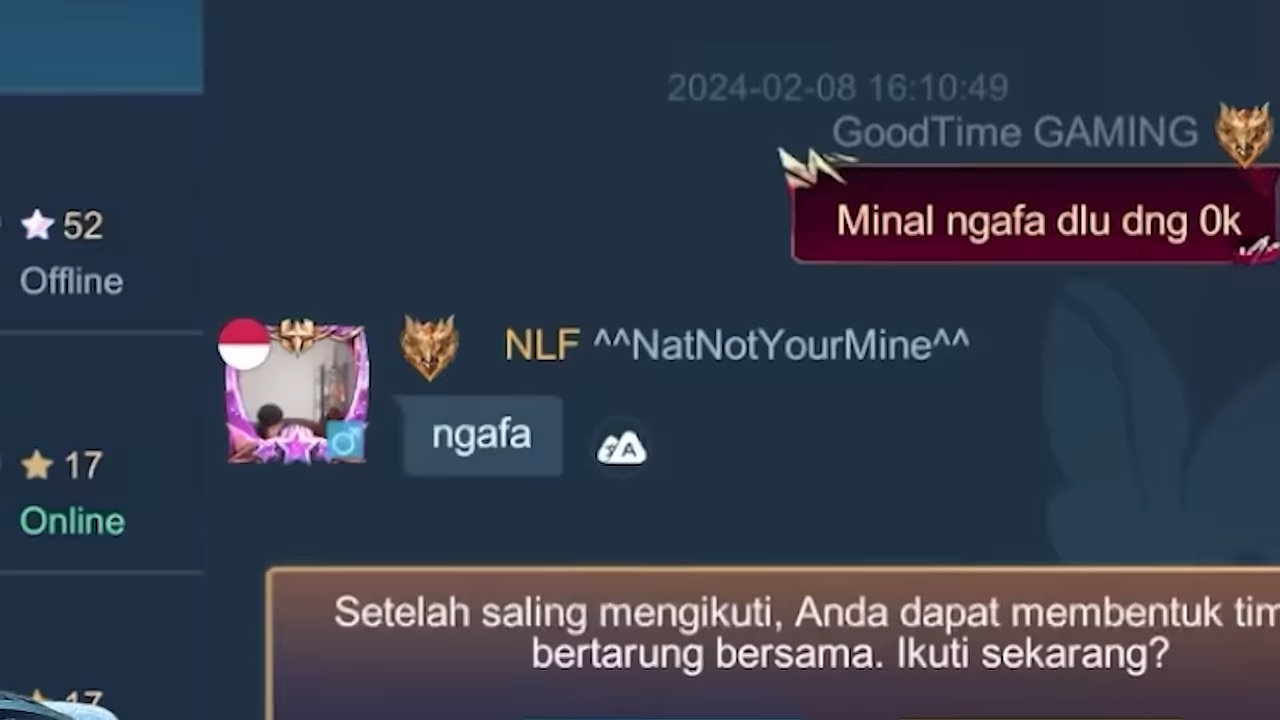 2024-02-08 16:10:49
GoodTime GAMING
Minal ngafa dlu dng 0k
52
Offline
NLF ^^NatNotYourMine^^
ngafa
17
Online
Setelah saling mengikuti, Anda dapat membentuk tim
bertarung bersama. Ikuti sekarang?
17